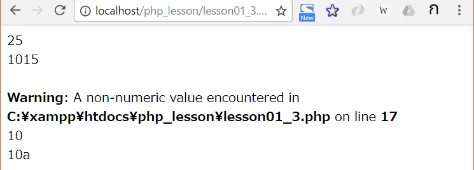 localhost/php_lesson/lesson01_3....
New
W
25
1015
Warning: A non-numeric value encountered in
C:¥xampp¥htdocs¥php_lesson¥lesson01_3.php on line 17
10
10a